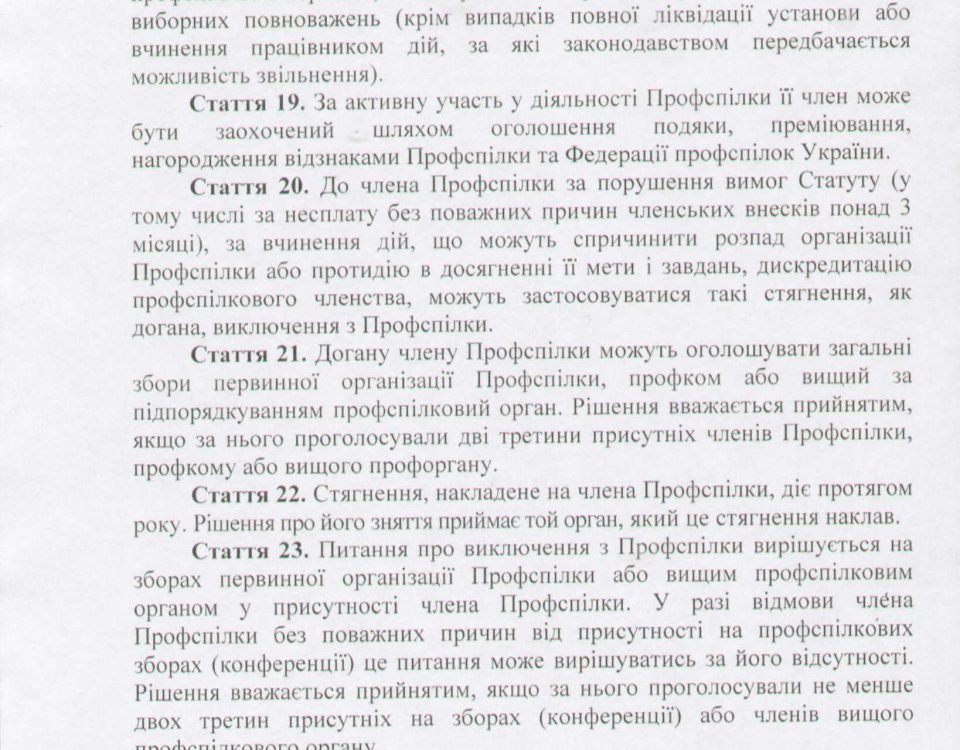 виборних повноважень (крім випадків повної ліквідації установи або
вчинення працівником дій, за які законодавством передбачається
можливість звільнення).
Стаття 19. За активну участь у діяльності Профспілки її член може
бути заохочений шляхом оголошення подяки, преміювання,
нагородження відзнаками Профспілки та Федерації профспілок України.
Стаття 20. До члена Профспілки за порушення вимог Статуту (у
тому числі за несплату без поважних причин членських внесків понад 3
місяці), за вчинення дій, що можуть спричинити розпад організації
Профспілки або протидію в досягненні її мети і завдань, дискредитацію
профспілкового членства, можуть застосовуватися такі стягнення, як
догана, виключення з Профспілки.
Стаття 21. Догану члену Профспілки можуть оголошувати загальні
збори первинної організації Профспілки, профком або вищий за
підпорядкуванням профспілковий орган. Рішення вважається прийнятим,
якщо за нього проголосували дві третини присутніх членів Профспілки,
профкому або вищого профоргану.
Стаття 22. Стягнення, накладене на члена Профспілки, діє протягом
року. Рішення про його зняття приймає той орган, який це стягнення наклав.
Стаття 23. Питання про виключення з Профспілки вирішується на
зборах первинної організації Профспілки або вищим профспілковим
органом у присутності члена Профспілки. У разі відмови члена
Профспілки без поважних причин від присутності на профспілкових
зборах (конференції) це питання може вирішуватись за його відсутності.
Рішення вважається прийнятим, якщо за нього проголосували не менше
двох третин присутніх на зборах (конференції) або членів вищого
профспілкового органу.